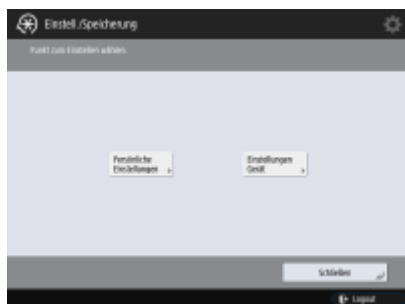 Einstell./Speicherung
Punkt zum Einstellen wählen.
Persönliche
Einstellungen
Einstellungen
Gerät
Schließen
Logout